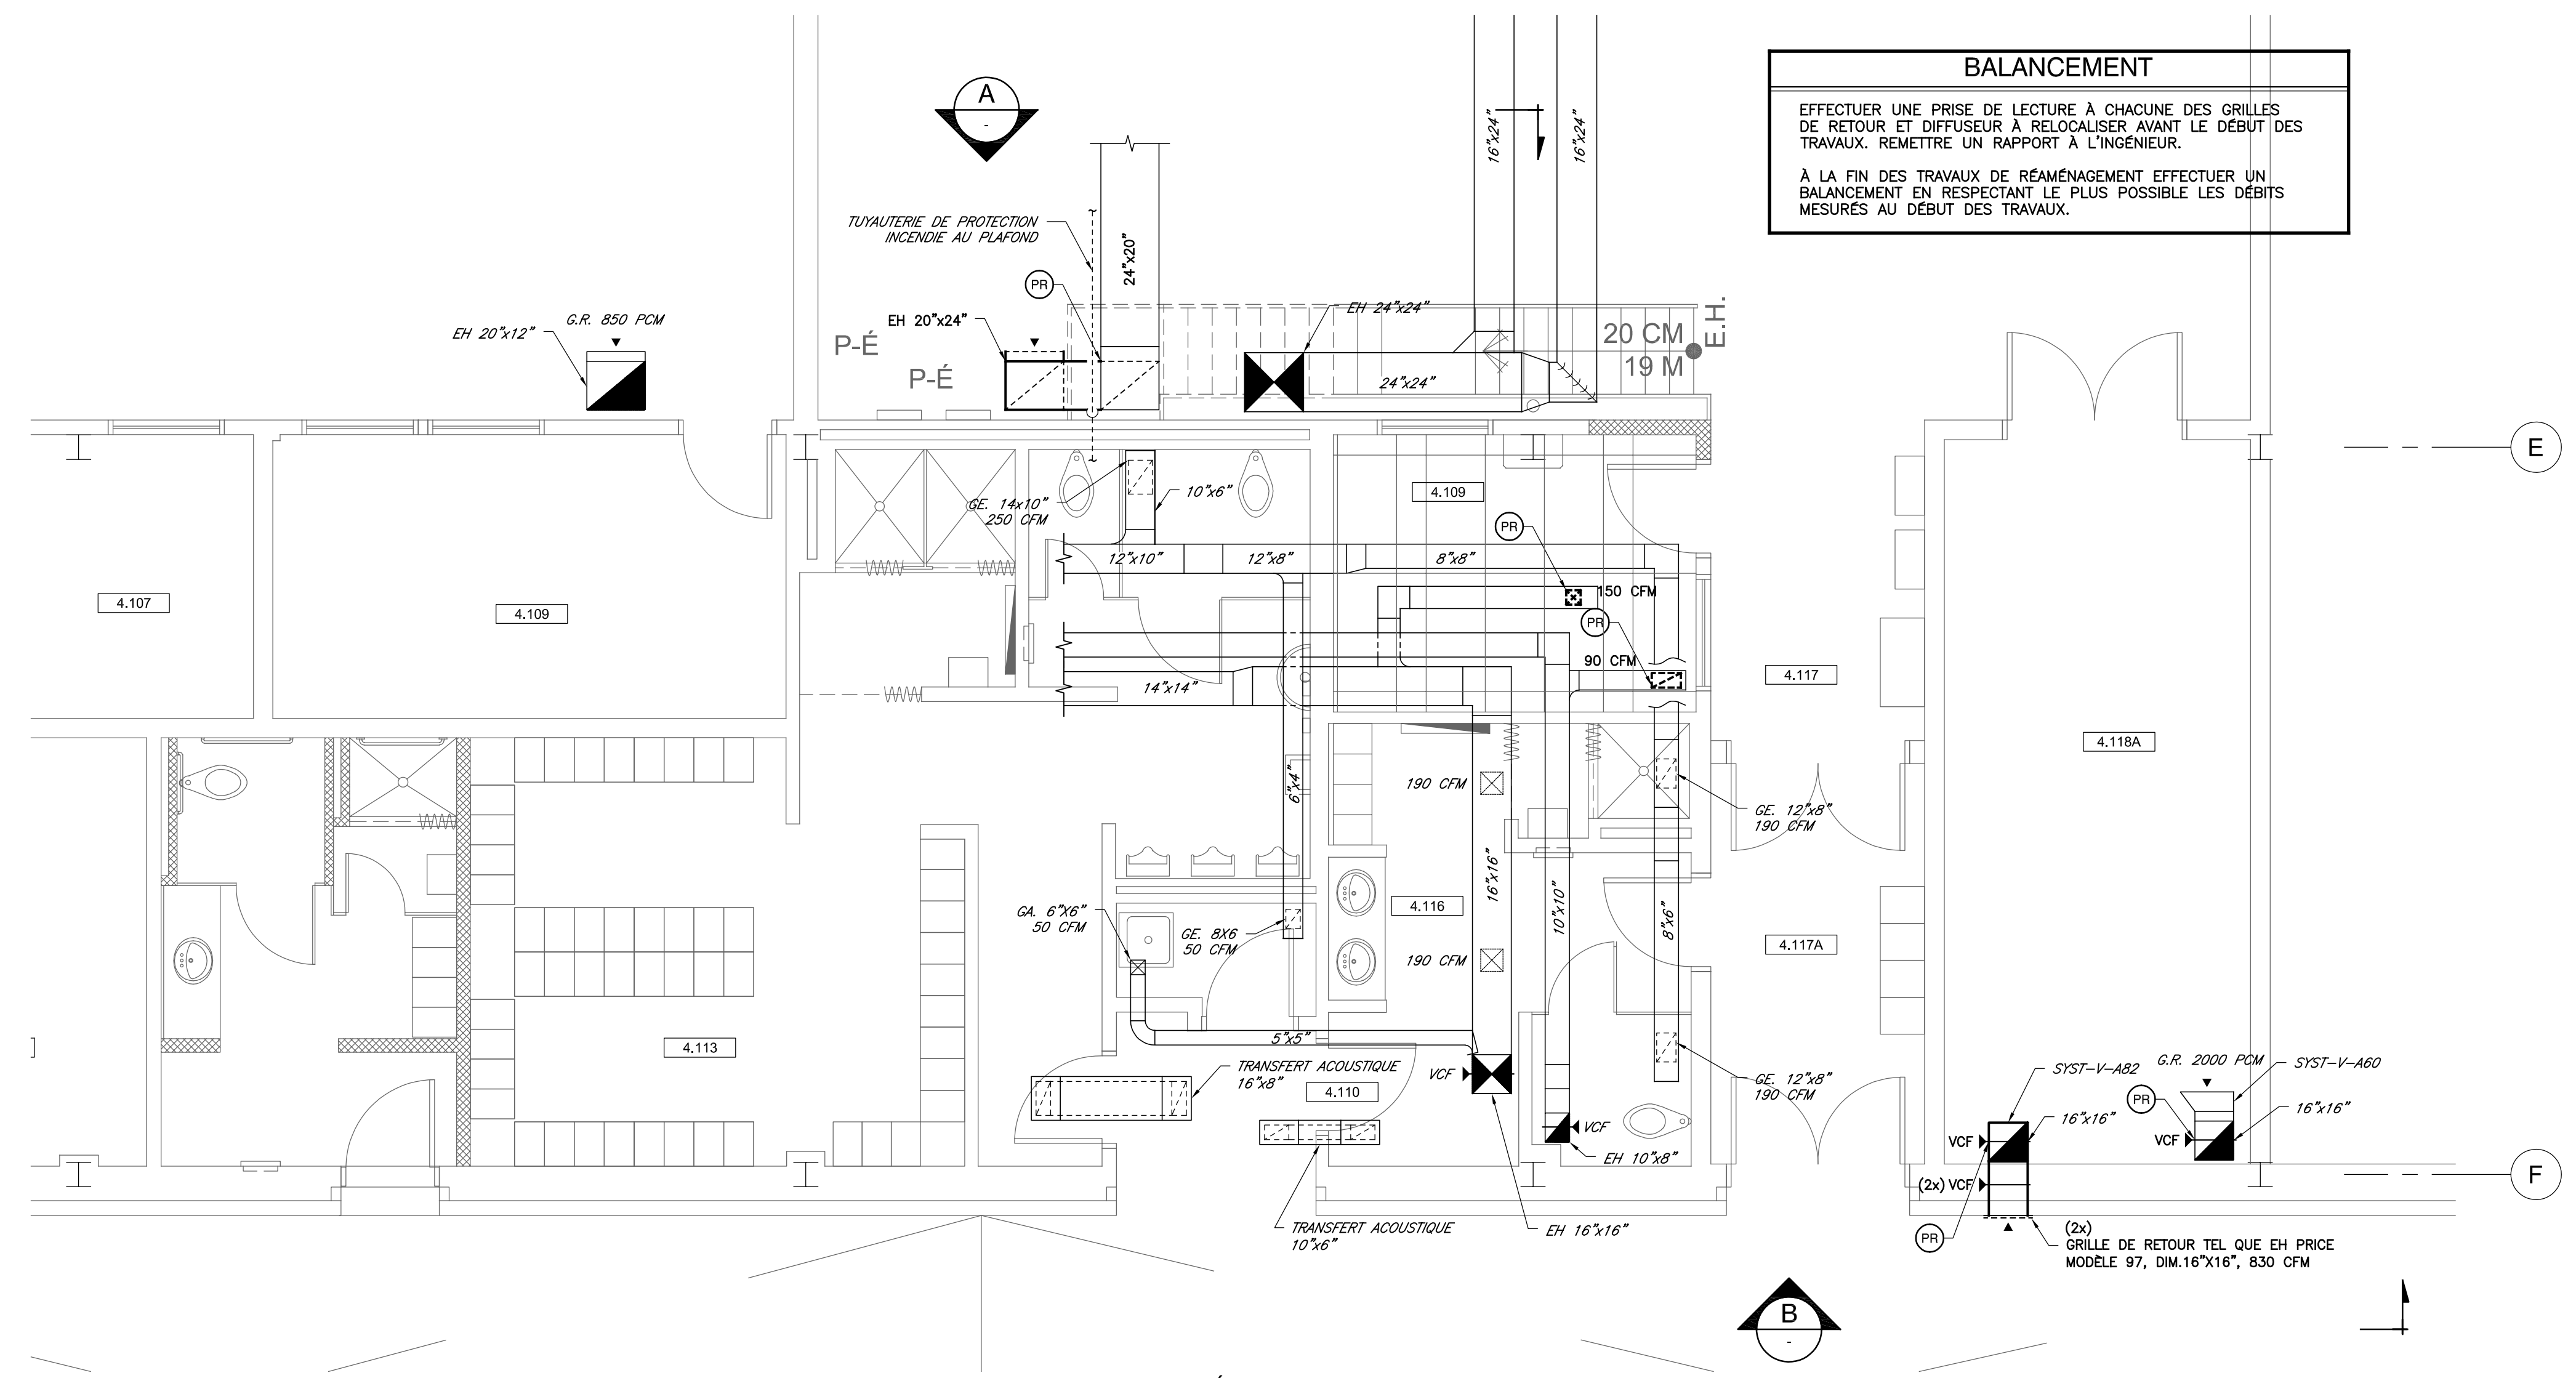 BALANCEMENT
EFFECTUER UNE PRISE DE LECTURE À CHACUNE DES GRILLES
DE RETOUR ET DIFFUSEUR À RELOCALISER AVANT LE DÉBUT DES
TRAVAUX. REMETTRE UN RAPPORT À L'INGÉNIEUR.
À LA FIN DES TRAVAUX DE RÉAMÉNAGEMENT EFFECTUER UN
BALANCEMENT EN RESPECTANT LE PLUS POSSIBLE LES DÉBITS
MESURÉS AU DÉBUT DES TRAVAUX.
A
-
16"x24"
16"x24"
TUYAUTERIE DE PROTECTION
INCENDIE AU PLAFOND
24"x20"
PR
EH 20"x24"
EH 24"x24"
P-É
P-É
20 CM
19 M
E.H.
24"x24"
G.R. 850 PCM
EH 20"x12"
E
GE. 14x10"
250 CFM
10"x6"
4.109
PR
12"x10"
12"x8"
8"x8"
150 CFM
PR
90 CFM
4.107
4.109
14"x14"
4.117
4.118A
6"x4"
190 CFM
GE. 12"x8"
190 CFM
16"x16"
10"x10"
8"x6"
4.116
GA. 6"X6"
50 CFM
GE. 8X6
50 CFM
190 CFM
4.117A
4.113
5"x5"
TRANSFERT ACOUSTIQUE
16"x8"
4.110
VCF
GE. 12"x8"
190 CFM
VCF
EH 10"x8"
TRANSFERT ACOUSTIQUE
10"x6"
EH 16"x16"
SYST-V-A82
G.R. 2000 PCM
SYST-V-A60
PR
16"x16"
16"x16"
VCF
VCF
(2x) VCF
F
PR
(2x)
GRILLE DE RETOUR TEL QUE EH PRICE
MODÈLE 97, DIM.16"X16", 830 CFM
B
-